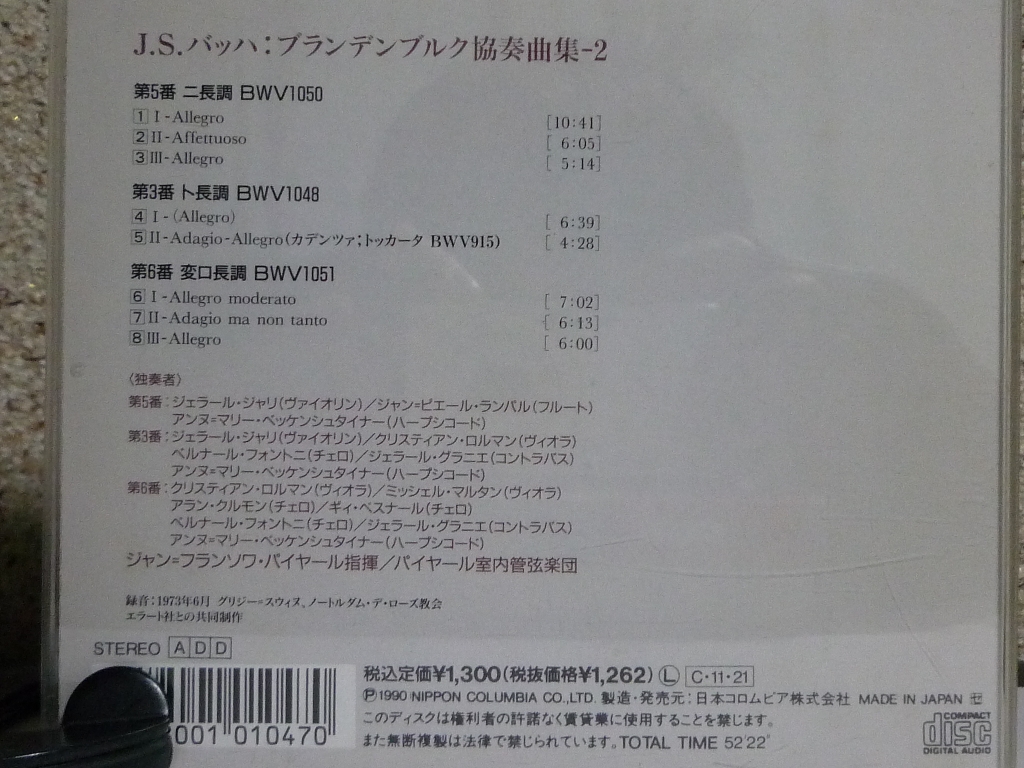 J.S.バッハ:ブランデンブルク協奏曲集-2
第5番 ニ長調 BWV1050
1 I-Allegro [10:41]
2 II-Affettuoso [ 6:05]
3 III-Allegro [ 5:14]
第3番 ト長調 BWV1048
4 I-(Allegro) [ 6:39]
5 II-Adagio-Allegro(カデンツァ;トッカータ BWV915) [ 4:28]
第6番 変ロ長調 BWV1051
6 I-Allegro moderato [ 7:02]
7 II-Adagio ma non tanto [ 6:13]
8 III-Allegro [ 6:00]
〈独奏者〉
第5番:ジェラール・ジャリ(ヴァイオリン)/ジャン=ピエール・ランパル(フルート)
アンヌ=マリー・ベッケンシュタイナー(ハープシコード)
第3番:ジェラール・ジャリ(ヴァイオリン)/クリスティアン・ロルマン(ヴィオラ)
ベルナール・フォントニ(チェロ)/ジェラール・グラニエ(コントラバス)
アンヌ=マリー・ベッケンシュタイナー(ハープシコード)
第6番:クリスティアン・ロルマン(ヴィオラ)/ミッシェル・マルタン(ヴィオラ)
アラン・クルモン(チェロ)/ギィ・ベスナール(チェロ)
ベルナール・フォントニ(チェロ)/ジェラール・グラニエ(コントラバス)
アンヌ=マリー・ベッケンシュタイナー(ハープシコード)
ジャン=フランソワ・パイヤール指揮/パイヤール室内管弦楽団
録音:1973年6月 グリジー=スウィヌ、ノートルダム・デ・ローズ教会
エラート社との共同制作
STEREO ADD
税込定価¥1,300(税抜価格¥1,262) Ⓛ C・11・21
Ⓟ1990 NIPPON COLUMBIA CO.,LTD. 製造・発売元:日本コロムビア株式会社 MADE IN JAPAN
このディスクは権利者の許諾なく賃貸業に使用することを禁じます。
また無断複製は法律で禁じられています。TOTAL TIME 52'22"
001 010470
COMPACT
disc
DIGITAL AUDIO